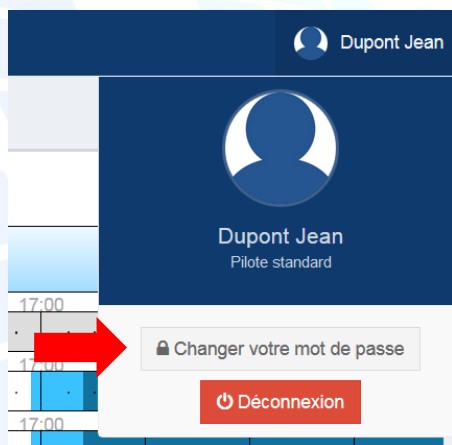 Dupont Jean
Dupont Jean
Pilote standard
17:00
Changer votre mot de passe
17:00
Déconnexion
17:00